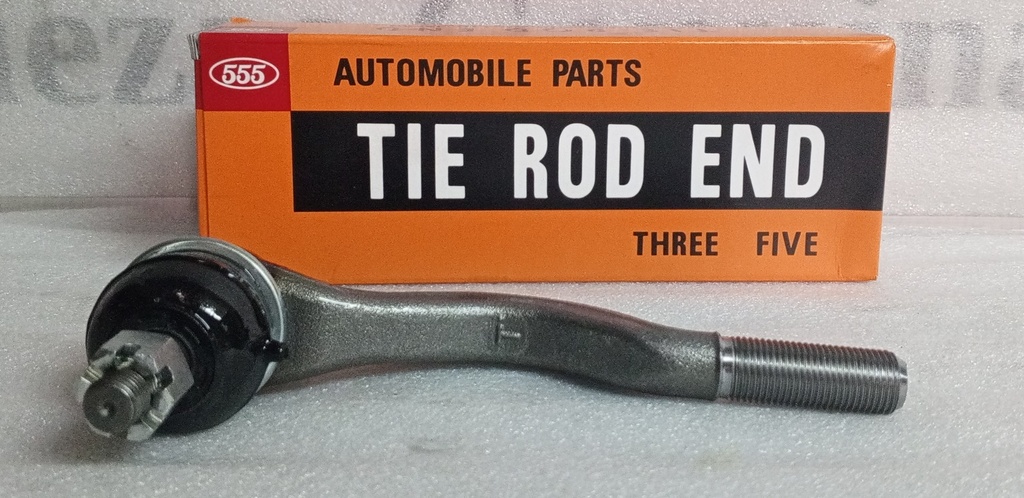 555
AUTOMOBILE PARTS
TIE ROD END
THREE FIVE